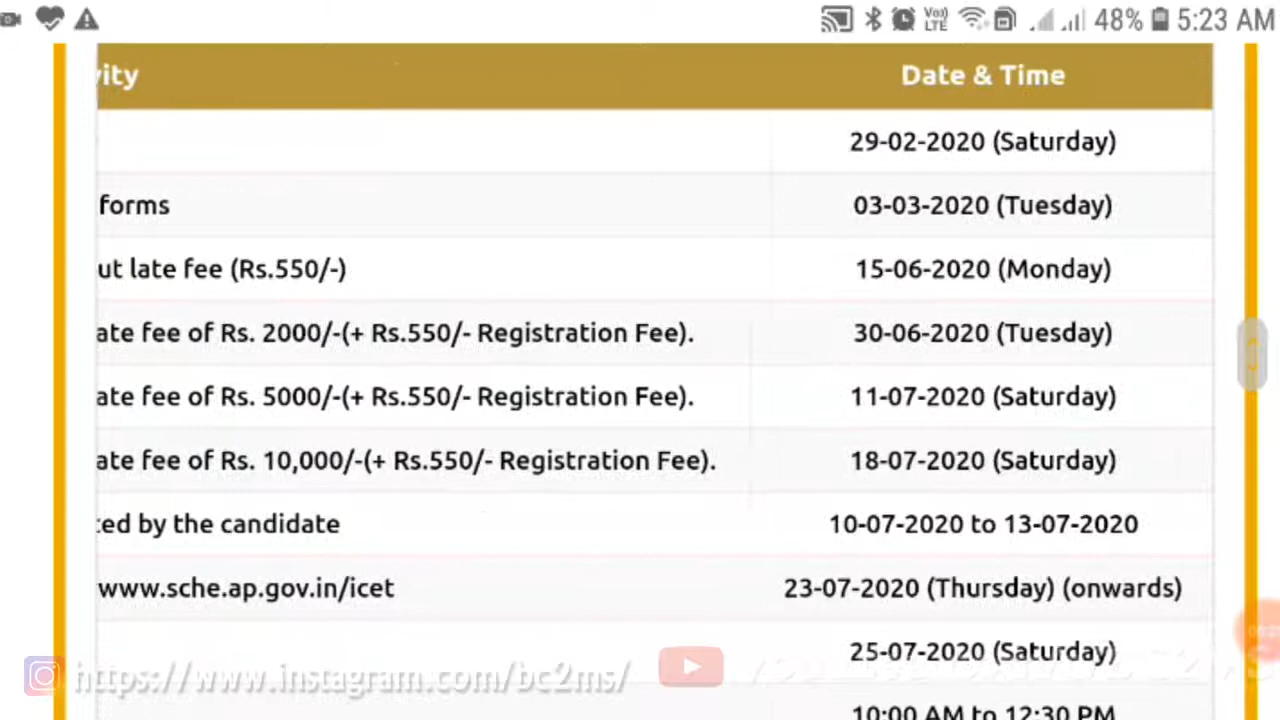 48% 5:23 AM
vity Date & Time
29-02-2020 (Saturday)
forms 03-03-2020 (Tuesday)
ut late fee (Rs.550/-) 15-06-2020 (Monday)
ate fee of Rs. 2000/-(+ Rs.550/- Registration Fee). 30-06-2020 (Tuesday)
ate fee of Rs. 5000/-(+ Rs.550/- Registration Fee). 11-07-2020 (Saturday)
ate fee of Rs. 10,000/-(+ Rs.550/- Registration Fee). 18-07-2020 (Saturday)
ted by the candidate 10-07-2020 to 13-07-2020
www.sche.ap.gov.in/icet 23-07-2020 (Thursday) (onwards)
25-07-2020 (Saturday)
https://www.instagram.com/bc2ms/
10:00 AM to 12:30 PM